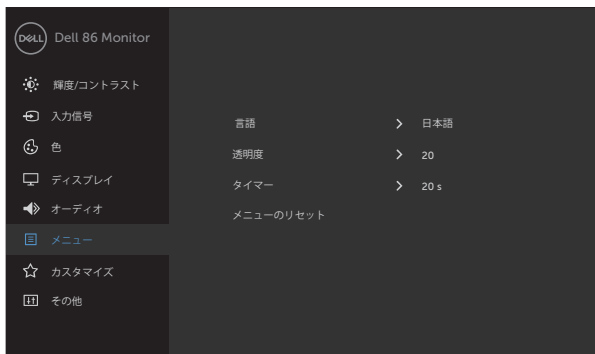 DELL Dell 86 Monitor
輝度/コントラスト
入力信号
色
ディスプレイ
オーディオ
メニュー
カスタマイズ
その他
言語 日本語
透明度 20
タイマー 20 s
メニューのリセット